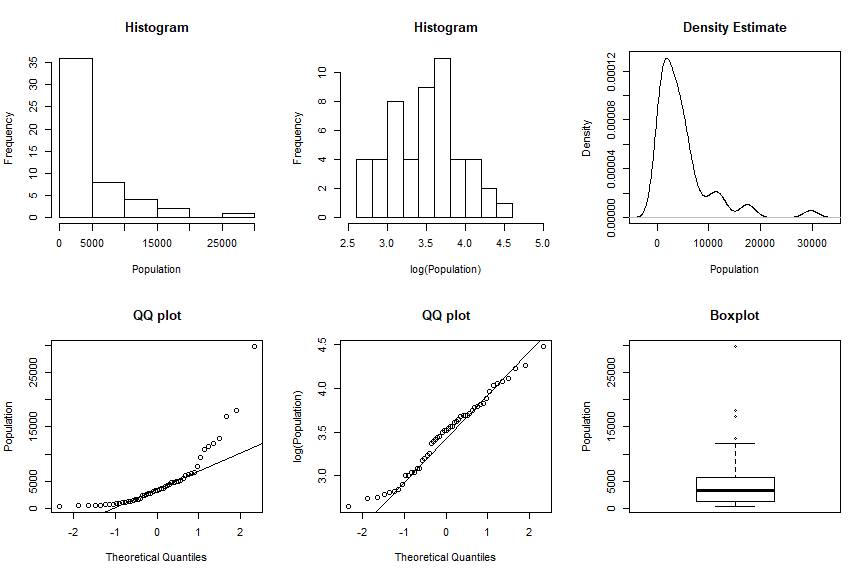 Histogram
Frequency
0 5 10 15 20 25 30 35
0 5000 15000 25000
Population
Histogram
Frequency
0 2 4 6 8 10
2.5 3.0 3.5 4.0 4.5 5.0
log(Population)
Density Estimate
Density
0.00000 0.00004 0.00008 0.00012
0 10000 20000 30000
Population
QQ plot
Population
0 5000 15000 25000
-2 -1 0 1 2
Theoretical Quantiles
QQ plot
log(Population)
3.0 3.5 4.0 4.5
-2 -1 0 1 2
Theoretical Quantiles
Boxplot
Population
0 5000 15000 25000